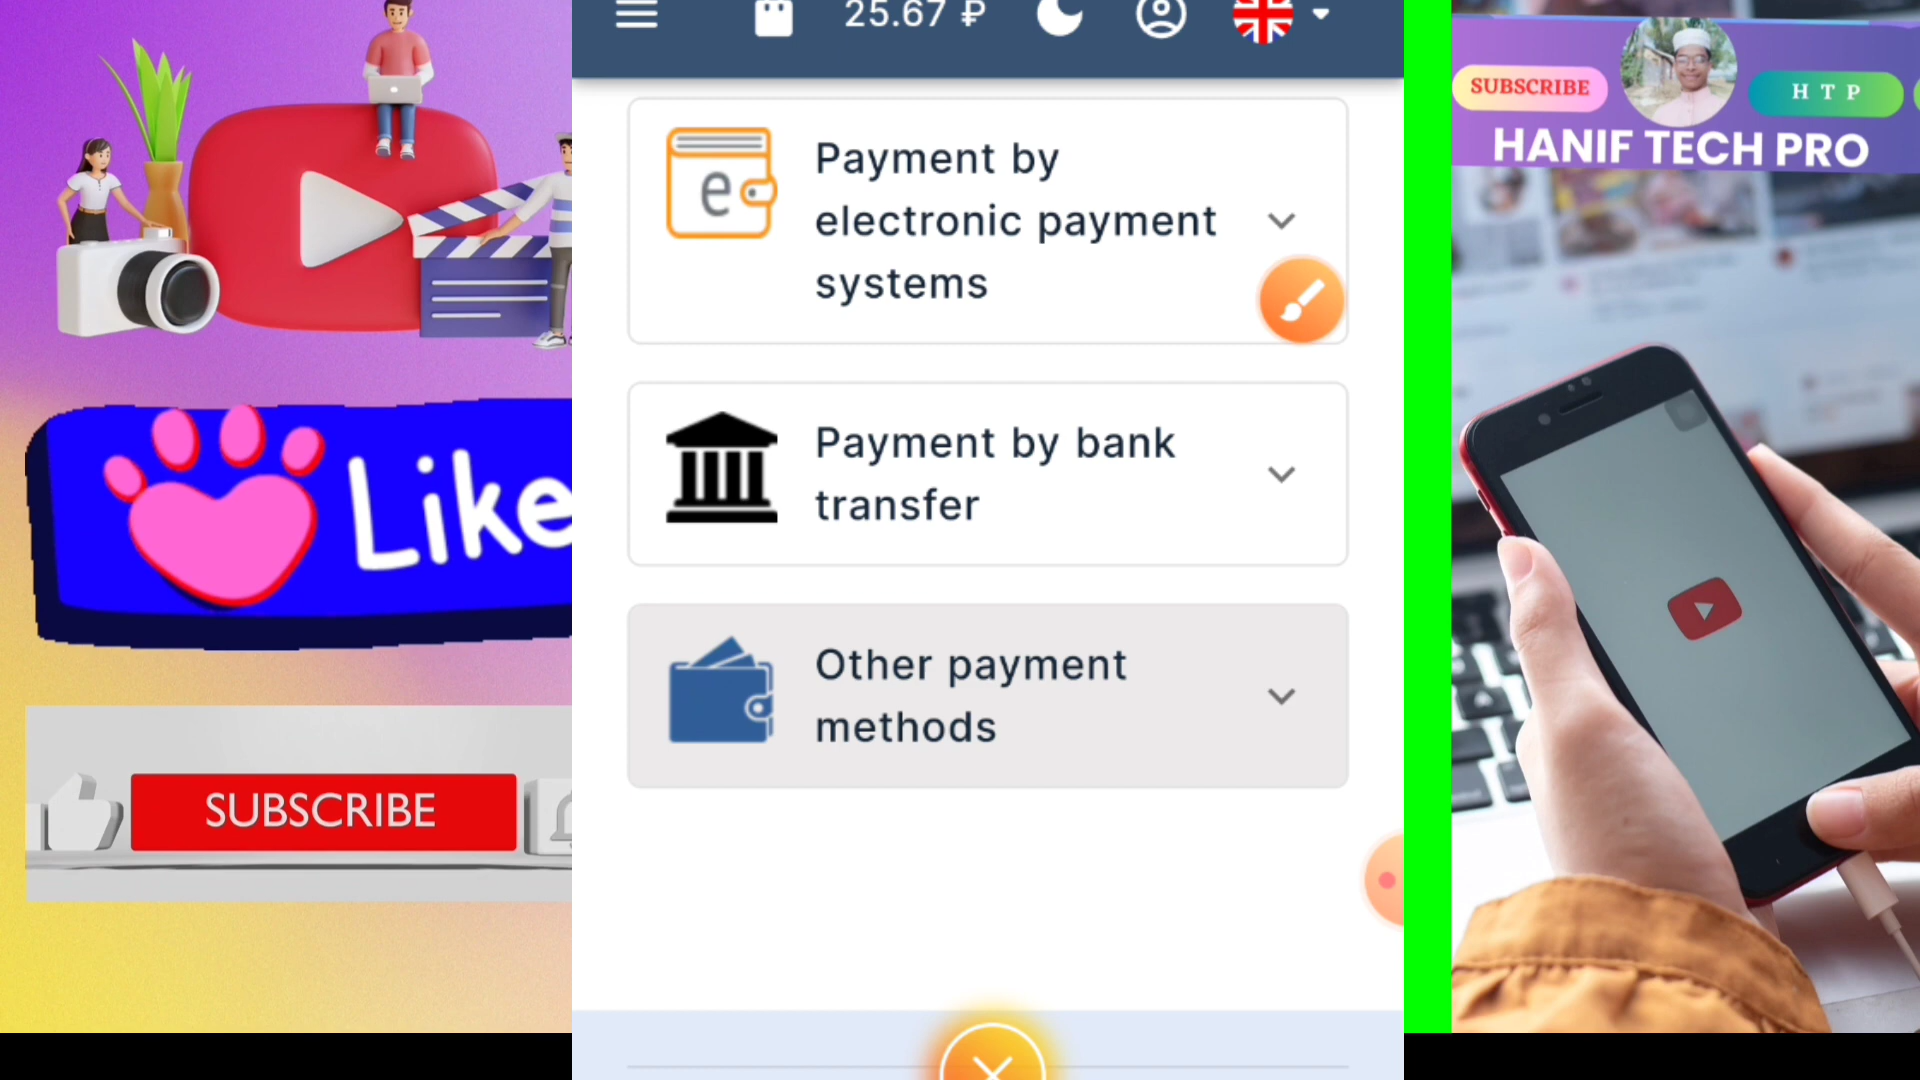 25.67 ₽
Payment by
electronic payment
systems
Payment by bank
transfer
Other payment
methods
Like
SUBSCRIBE
SUBSCRIBE
H T P
HANIF TECH PRO